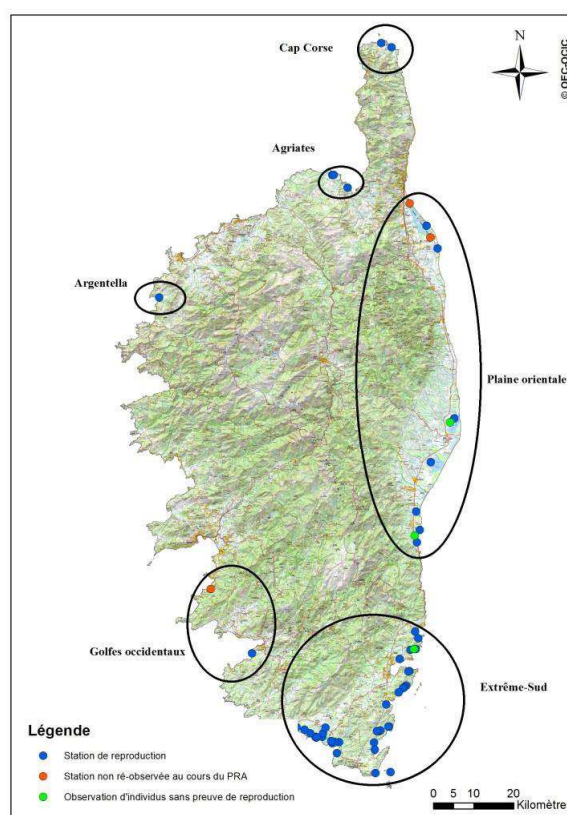 Cap Corse
N
© OEC-OCIC
Agriates
Argentella
Plaine orientale
Golfes occidentaux
Extrême-Sud
Légende
Station de reproduction
Station non ré-observée au cours du PRA
Observation d'individus sans preuve de reproduction
0 5 10 20
Kilomètres